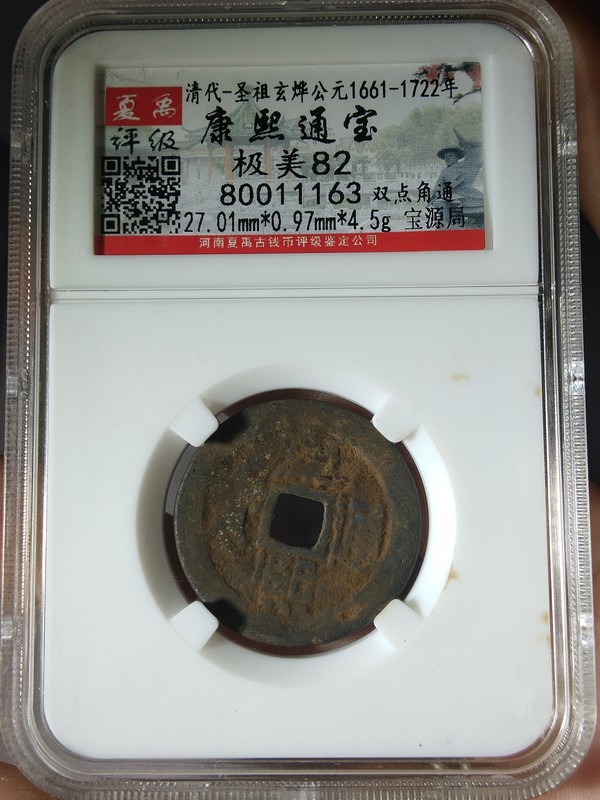 夏禹
评级
清代-圣祖玄烨公元1661-1722年
康熙通宝
极美82
80011163 双点角通
27.01mm*0.97mm*4.5g 宝源局
河南夏禹古钱币评级鉴定公司